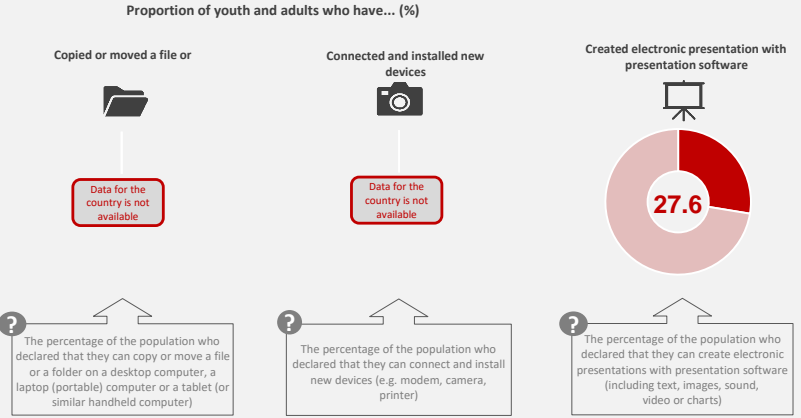 Proportion of youth and adults who have... (%)
Copied or moved a file or
Data for the
country is not
available
?
The percentage of the population who
declared that they can copy or move a file
or a folder on a desktop computer, a
laptop (portable) computer or a tablet (or
similar handheld computer)
Connected and installed new
devices
Data for the
country is not
available
?
The percentage of the population who
declared that they can connect and install
new devices (e.g. modem, camera,
printer)
Created electronic presentation with
presentation software
27.6
?
The percentage of the population who
declared that they can create electronic
presentations with presentation software
(including text, images, sound,
video or charts)